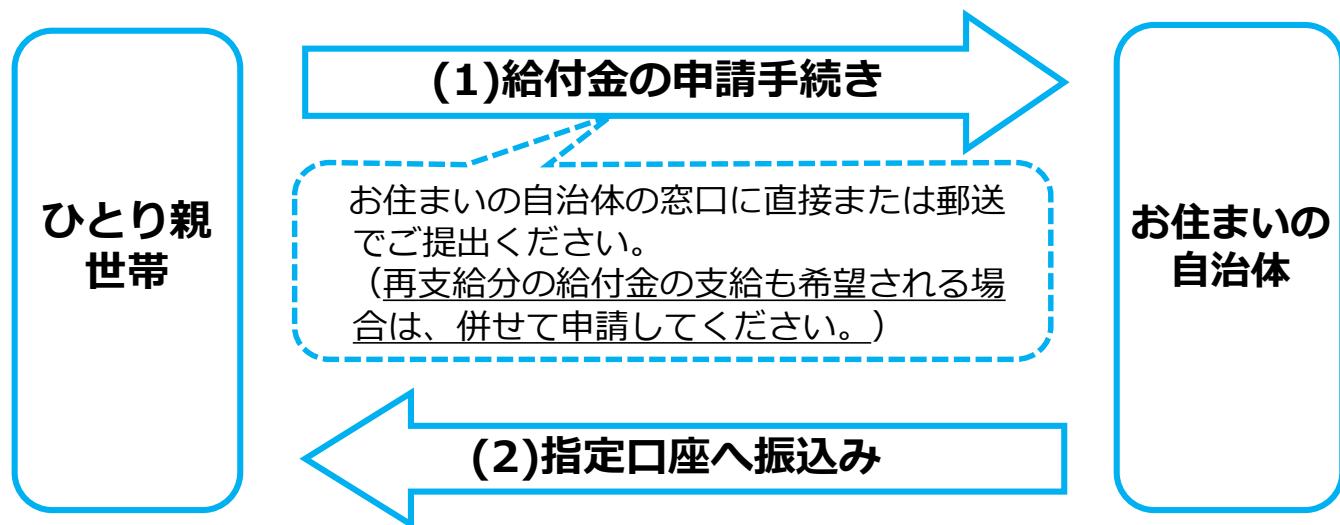 (1)給付金の申請手続き
ひとり親
世帯
お住まいの自治体の窓口に直接または郵送
でご提出ください。
（再支給分の給付金の支給も希望される場
合は、併せて申請してください。）
お住まいの
自治体
(2)指定口座へ振込み